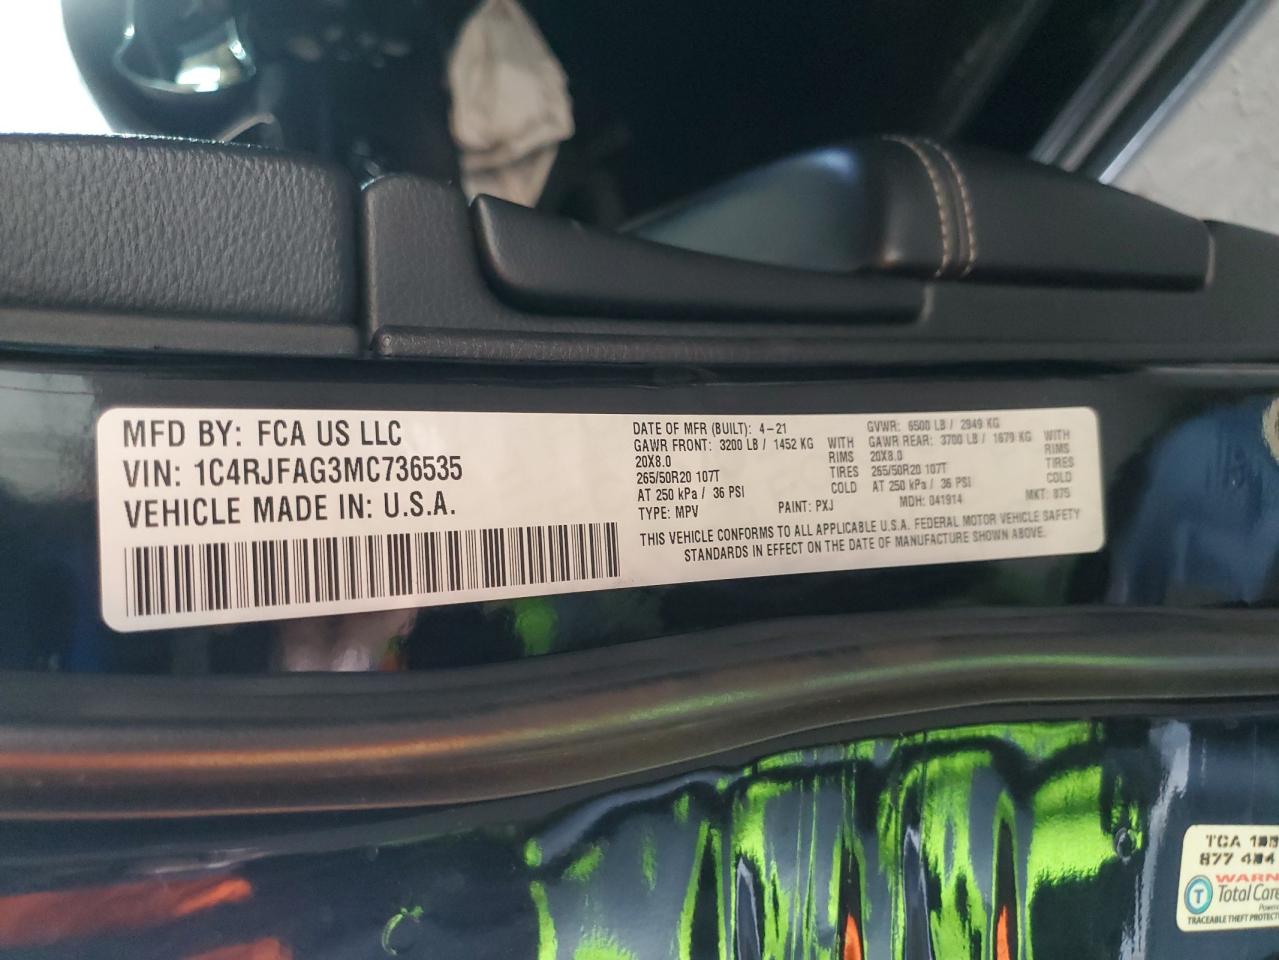 MFD BY: FCA US LLC
VIN: 1C4RJFAG3MC736535
VEHICLE MADE IN: U.S.A.
DATE OF MFR (BUILT): 4-21
GAWR FRONT: 3200 LB / 1452 KG WITH
20X8.0 RIMS
265/50R20 107T TIRES
AT 250 kPa / 36 PSI COLD
TYPE: MPV PAINT: PXJ
GVWR: 6500 LB / 2949 KG
GAWR REAR: 3700 LB / 1679 KG WITH
20X8.0 RIMS
265/50R20 107T TIRES
AT 250 kPa / 36 PSI COLD
MDH: 041914 MKT: 875
THIS VEHICLE CONFORMS TO ALL APPLICABLE U.S.A. FEDERAL MOTOR VEHICLE SAFETY
STANDARDS IN EFFECT ON THE DATE OF MANUFACTURE SHOWN ABOVE.
TCA
877
WARN
T Total Care
TRACEABLE THEFT PROTECT